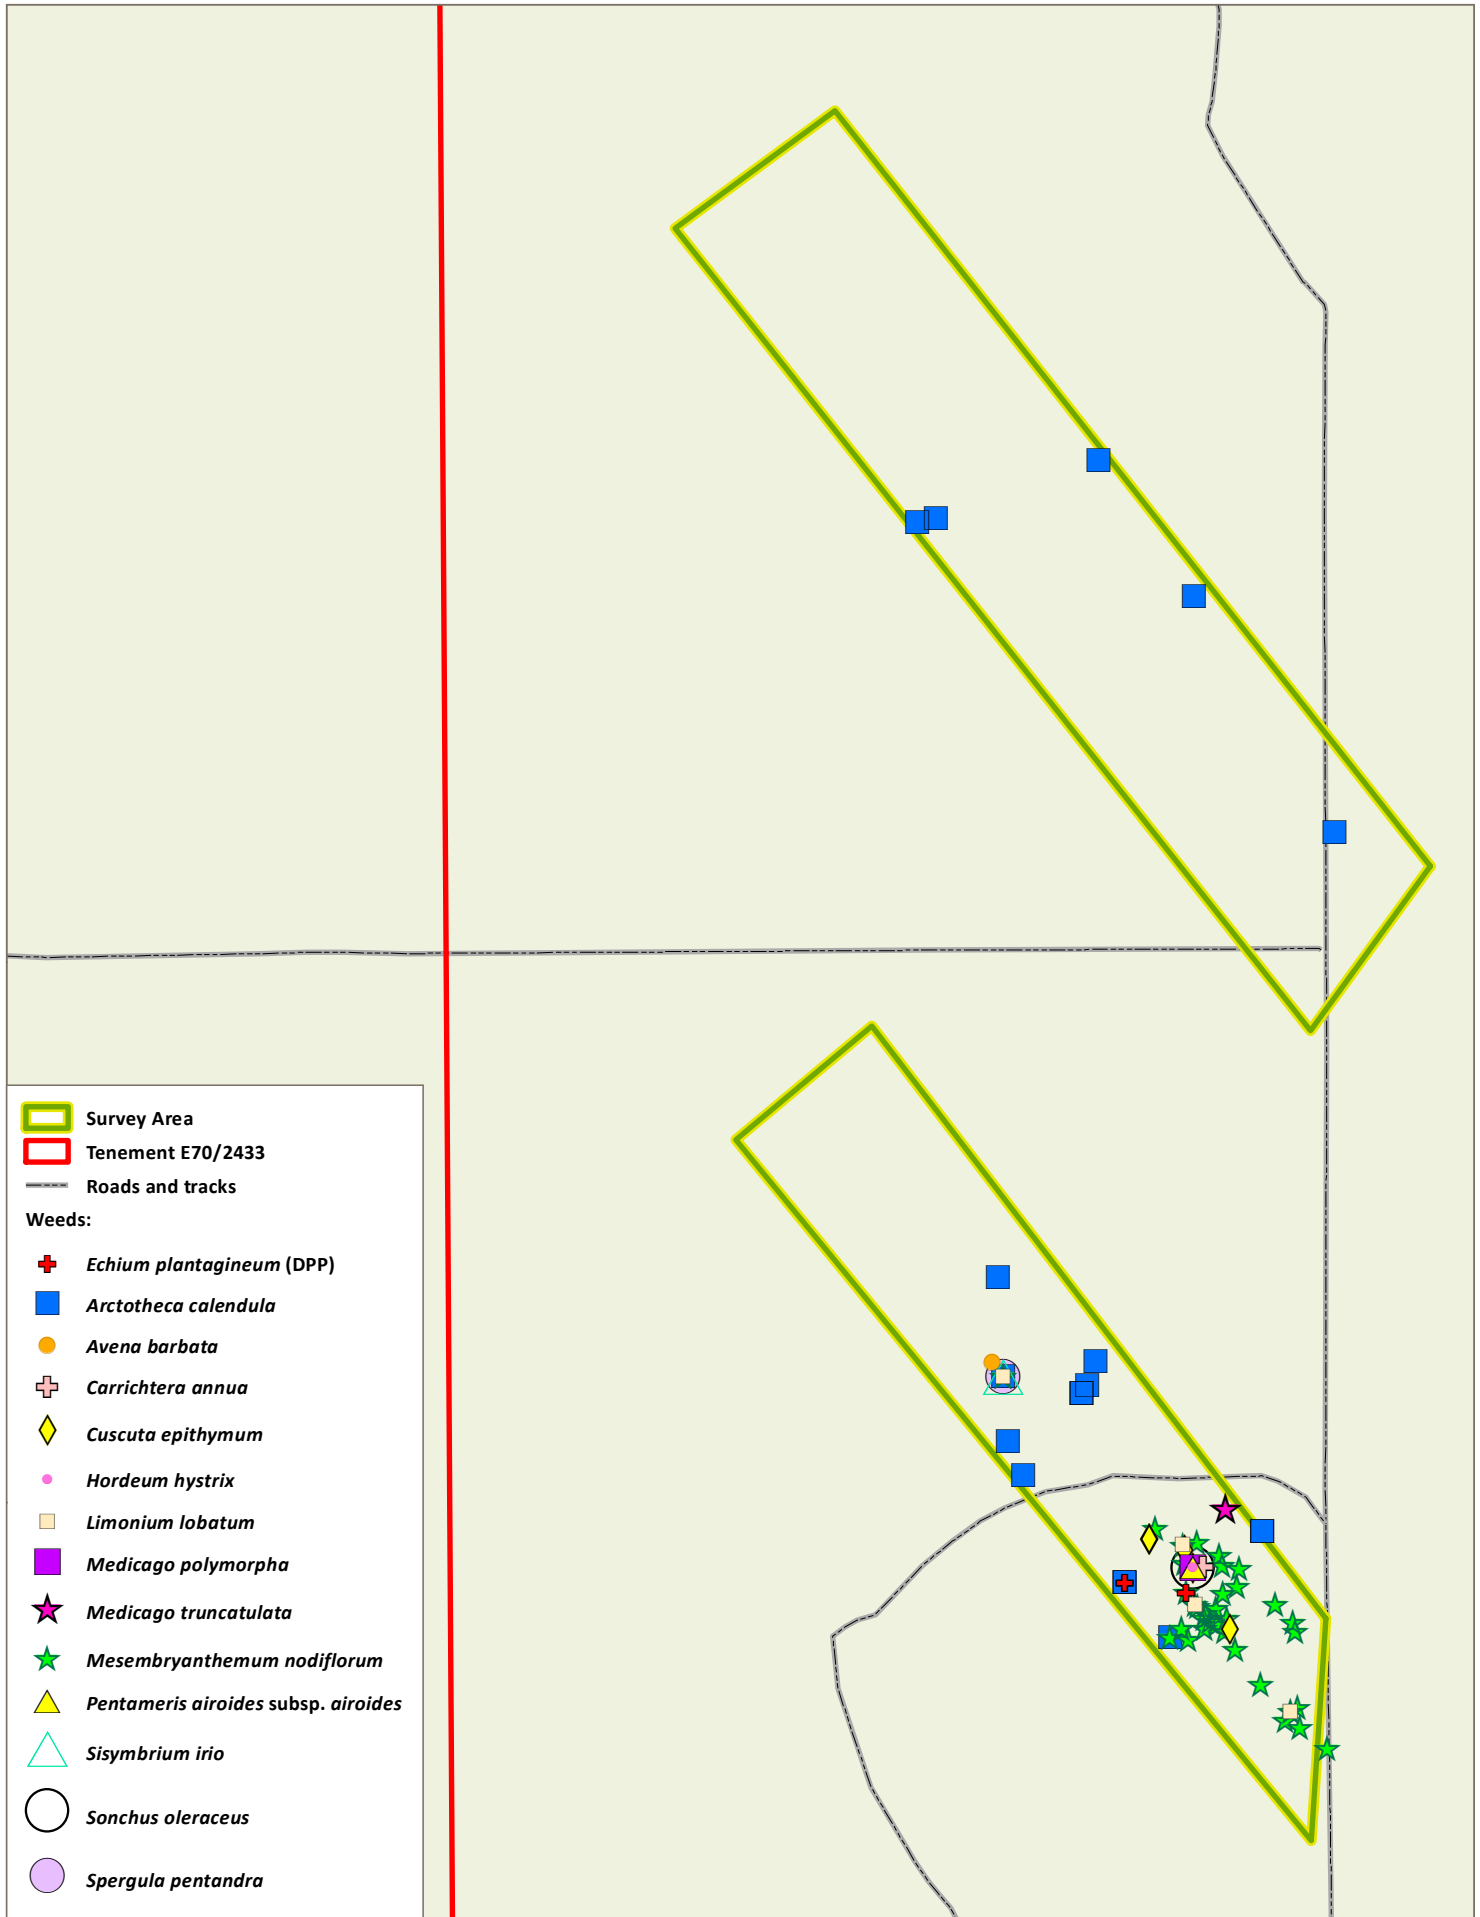 Survey Area
Tenement E70/2433
Roads and tracks
Weeds:
Echium plantagineum (DPP)
Arctotheca calendula
Avena barbata
Carrichtera annua
Cuscuta epithymum
Hordeum hystrix
Limonium lobatum
Medicago polymorpha
Medicago truncatulata
Mesembryanthemum nodiflorum
Pentameris airoides subsp. airoides
Sisymbrium irio
Sonchus oleraceus
Spergula pentandra